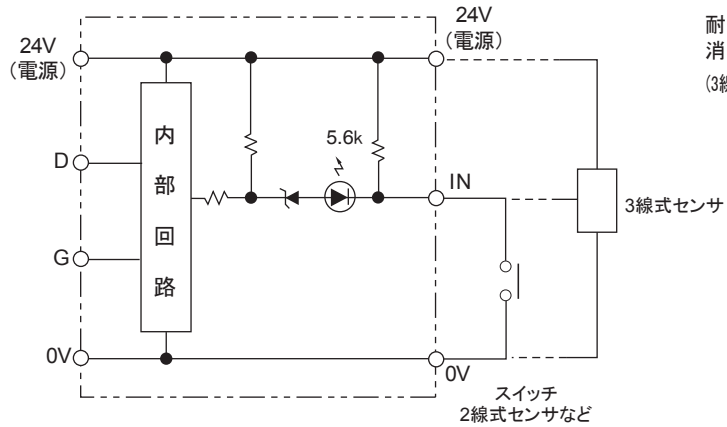 24V
(電源)
24V
(電源)
耐
消
(3線
内
部
回
路
5.6k
D
IN
3線式センサ
G
0V
0V
スイッチ
2線式センサなど